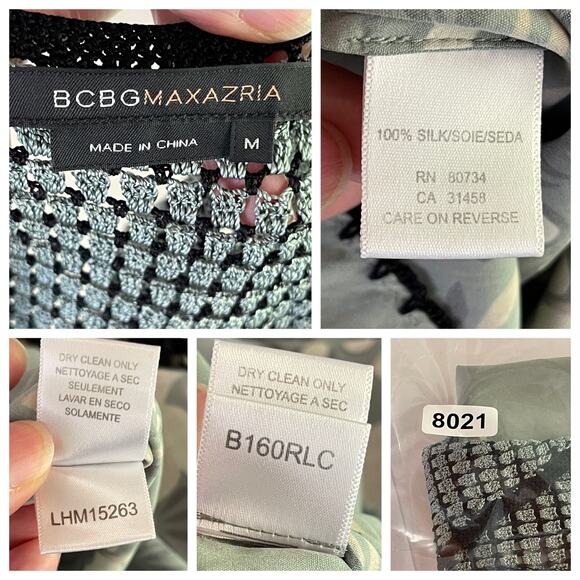 BCBGMAXAZRIA
MADE IN CHINA M
100% SILK/SOIE/SEDA
RN 80734
CA 31458
CARE ON REVERSE
DRY CLEAN ONLY
NETTOYAGE A SEC
SEULEMENT
LAVAR EN SECO
SOLAMENTE
LHM15263
DRY CLEAN ONLY
NETTOYAGE A SEC
B160RLC
8021